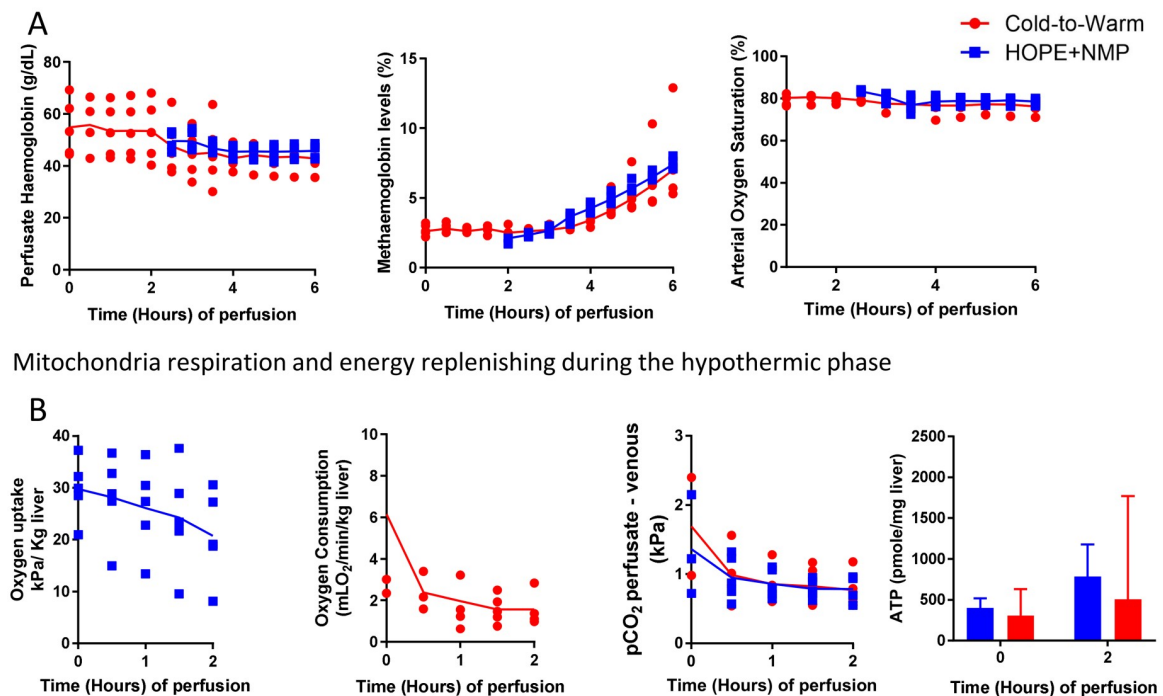 A
Cold-to-Warm
HOPE+NMP
Perfusate Haemoglobin (g/dL)
80
60
40
20
0
0 2 4 6
Time (Hours) of perfusion
Methaemoglobin levels (%)
15
10
5
0
0 2 4 6
Time (Hours) of perfusion
Arterial Oxygen Saturation (%)
100
80
60
40
20
0
2 4 6
Time (Hours) of perfusion
Mitochondria respiration and energy replenishing during the hypothermic phase
B
Oxygen uptake
kPa/ Kg liver
40
30
20
10
0
0 1 2
Time (Hours) of perfusion
Oxygen Consumption
(mLO₂/min/kg liver)
10
8
6
4
2
0
0 1 2
Time (Hours) of perfusion
pCO₂ perfusate - venous
(kPa)
3
2
1
0
0 1 2
Time (Hours) of perfusion
ATP (pmole/mg liver)
2500
2000
1500
1000
500
0
0 2
Time (Hours) of perfusion